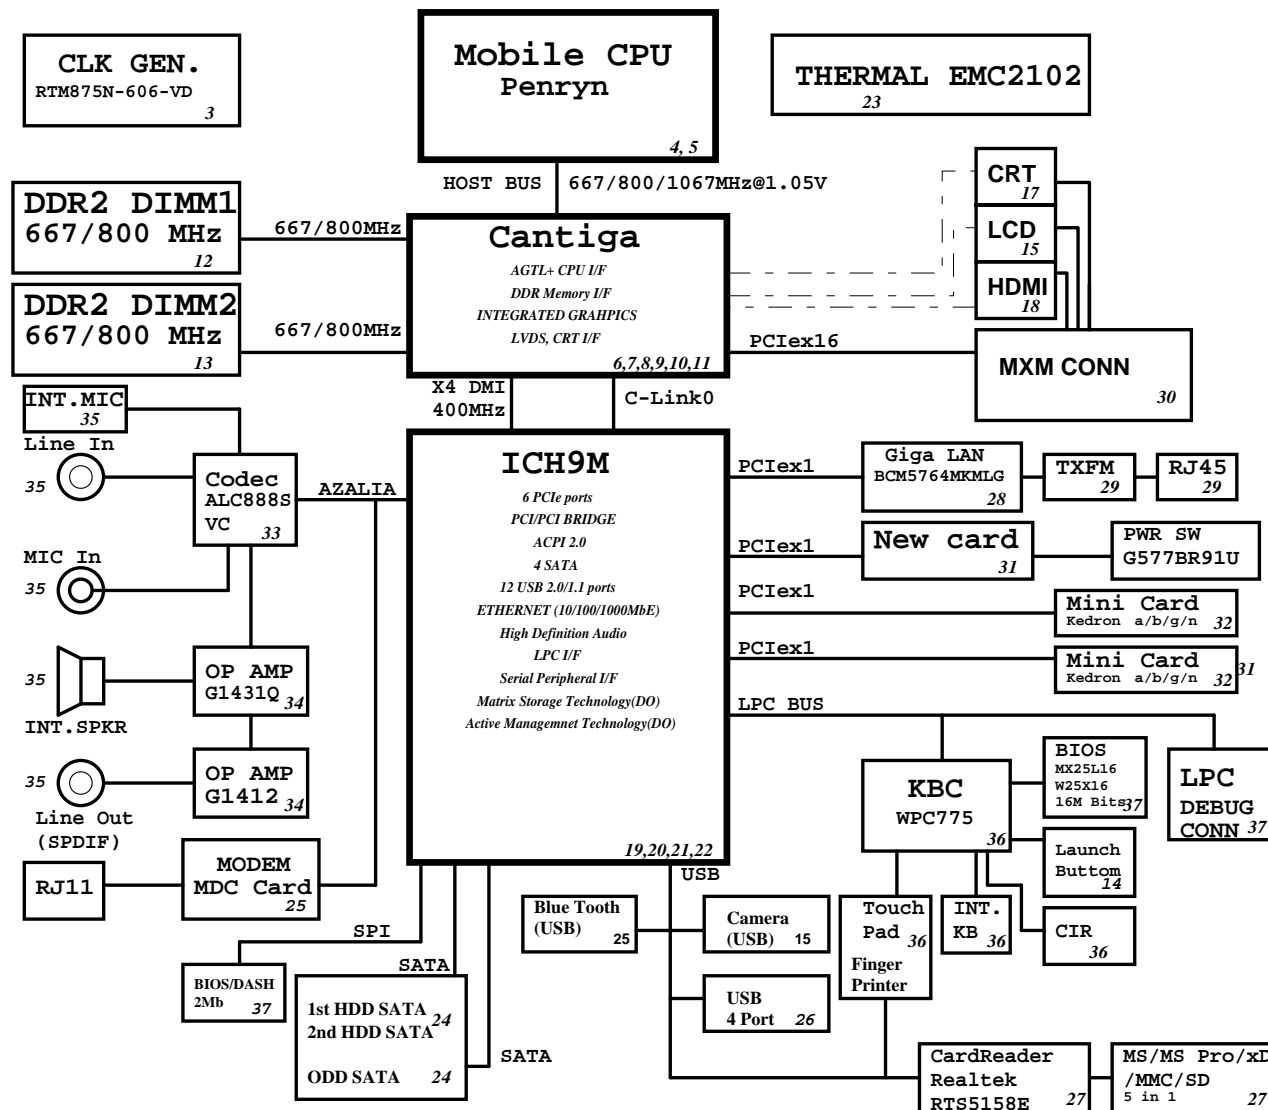 CLK GEN.
RTM875N-606-VD
3
Mobile CPU
Penryn
4, 5
THERMAL EMC2102
23
HOST BUS
667/800/1067MHz@1.05V
DDR2 DIMM1
667/800 MHz
12
667/800MHz
DDR2 DIMM2
667/800 MHz
13
667/800MHz
Cantiga
AGTL+ CPU I/F
DDR Memory I/F
INTEGRATED GRAHPICS
LVDS, CRT I/F
6,7,8,9,10,11
CRT
17
LCD
15
HDMI
18
PCIex16
MXM CONN
30
X4 DMI
400MHz
C-Link0
INT.MIC
35
Line In
35
Codec
ALC888S
VC
33
AZALIA
MIC In
35
35
INT.SPKR
OP AMP
G1431Q
34
35
Line Out
(SPDIF)
OP AMP
G1412
34
RJ11
MODEM
MDC Card
25
ICH9M
6 PCIe ports
PCI/PCI BRIDGE
ACPI 2.0
4 SATA
12 USB 2.0/1.1 ports
ETHERNET (10/100/1000MbE)
High Definition Audio
LPC I/F
Serial Peripheral I/F
Matrix Storage Technology(DO)
Active Managemnet Technology(DO)
19,20,21,22
PCIex1
Giga LAN
BCM5764MKMLG
28
TXFM
29
RJ45
29
PCIex1
New card
31
PWR SW
G577BR91U
PCIex1
Mini Card
Kedron a/b/g/n
32
PCIex1
Mini Card
Kedron a/b/g/n
32
31
LPC BUS
KBC
WPC775
36
BIOS
MX25L16
W25X16
16M Bits
37
LPC
DEBUG
CONN
37
Launch
Buttom
14
Touch
Pad
36
Finger
Printer
INT.
KB
36
CIR
36
USB
Blue Tooth
(USB)
25
Camera
(USB)
15
USB
4 Port
26
SPI
BIOS/DASH
2Mb
37
SATA
1st HDD SATA
2nd HDD SATA
24
ODD SATA
24
SATA
CardReader
Realtek
RTS5158E
27
MS/MS Pro/xD
/MMC/SD
5 in 1
27